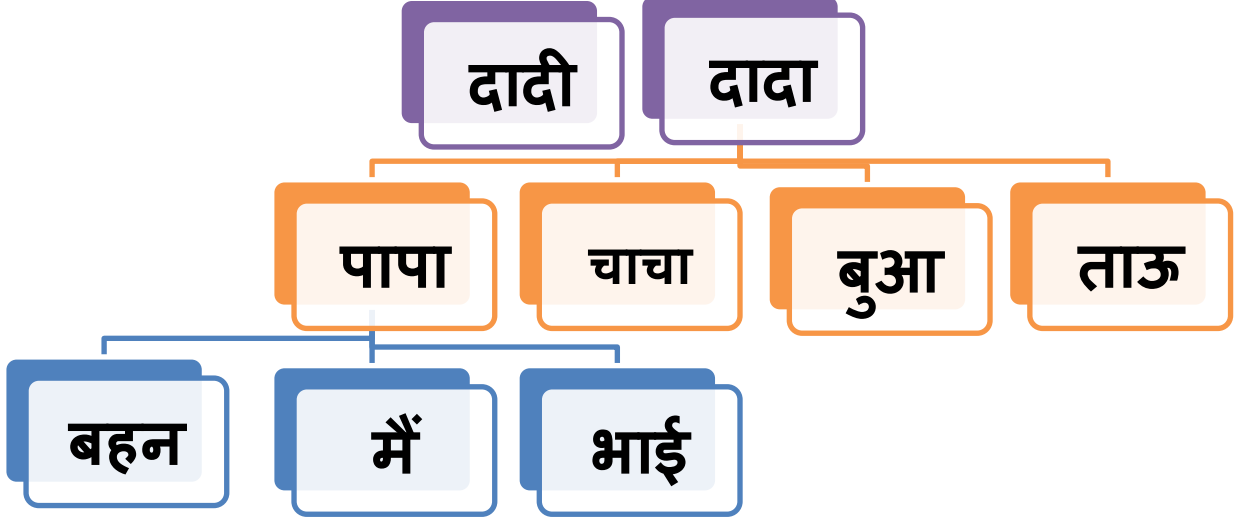 दादी
दादा
पापा
चाचा
बुआ
ताऊ
बहन
मैं
भाई